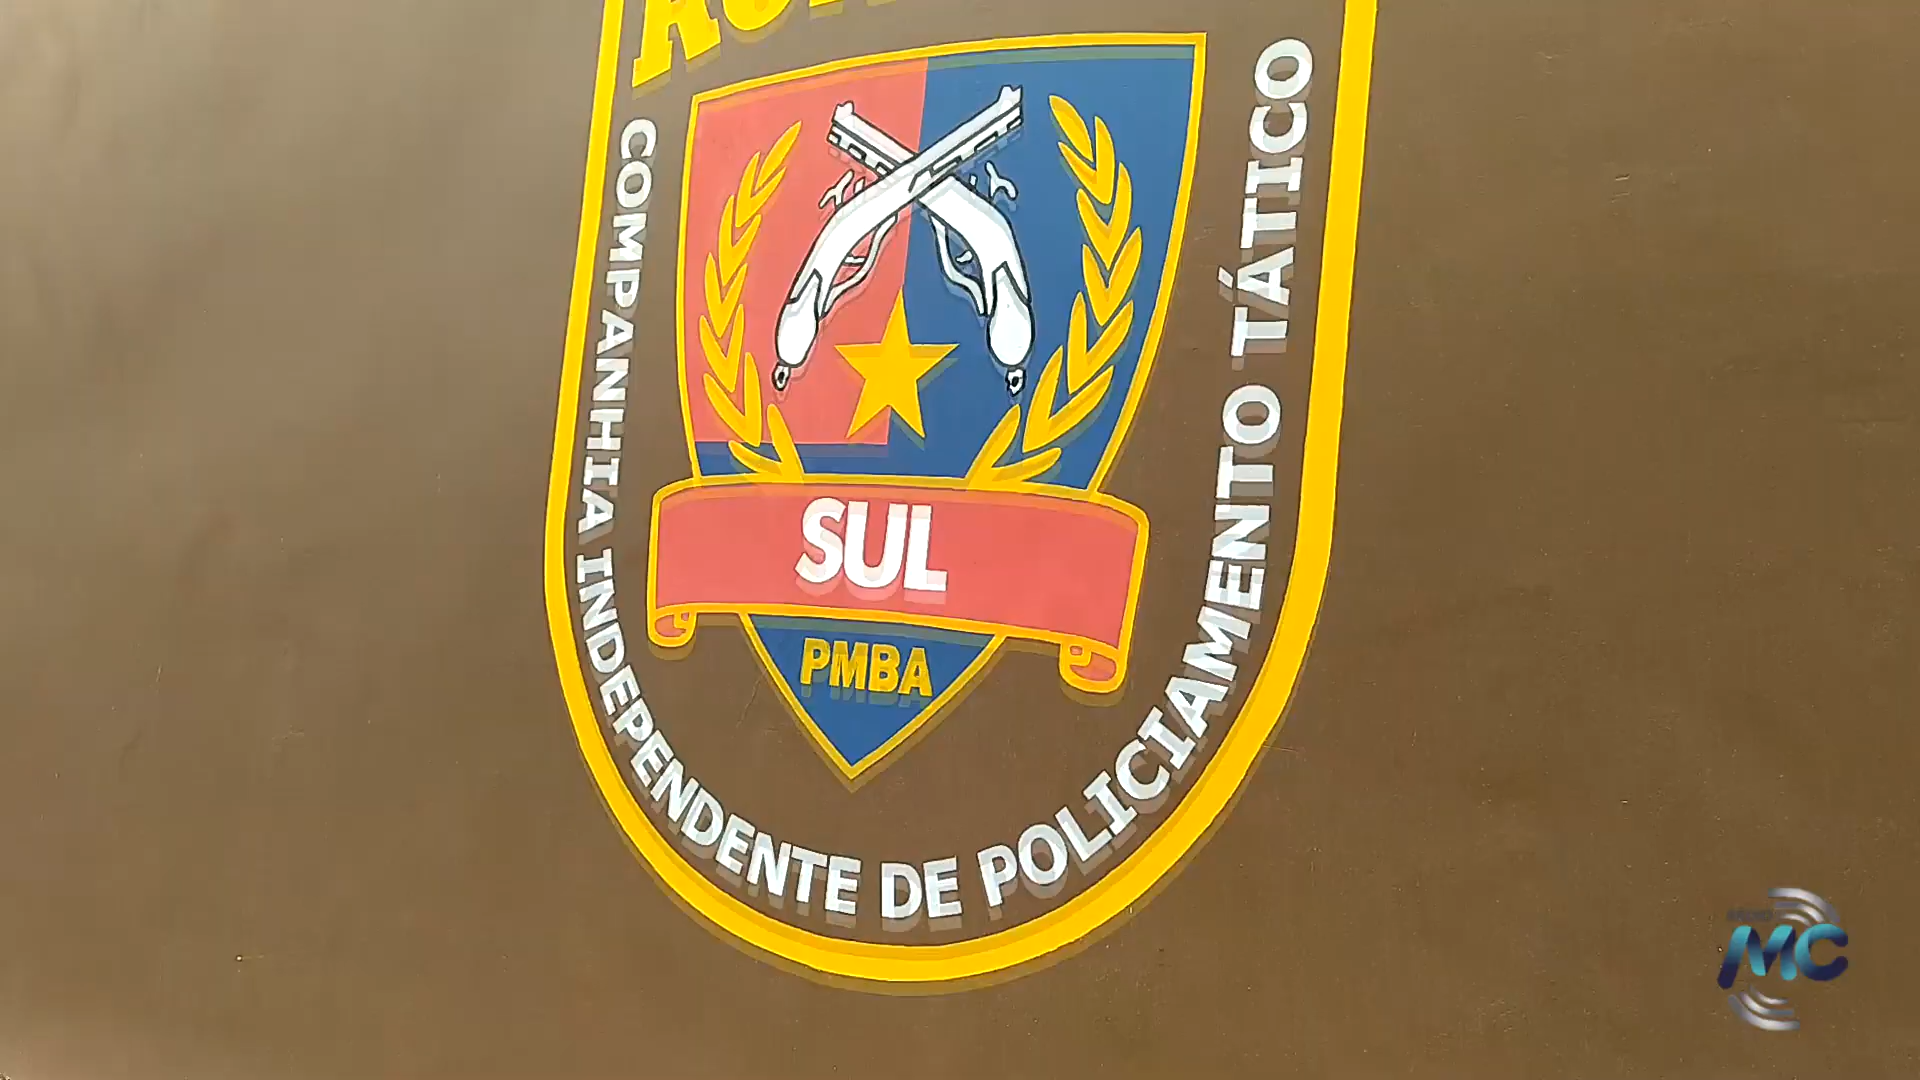 COMPANHIA INDEPENDENTE DE POLICIAMENTO TÁTICO
SUL
PMBA
MC